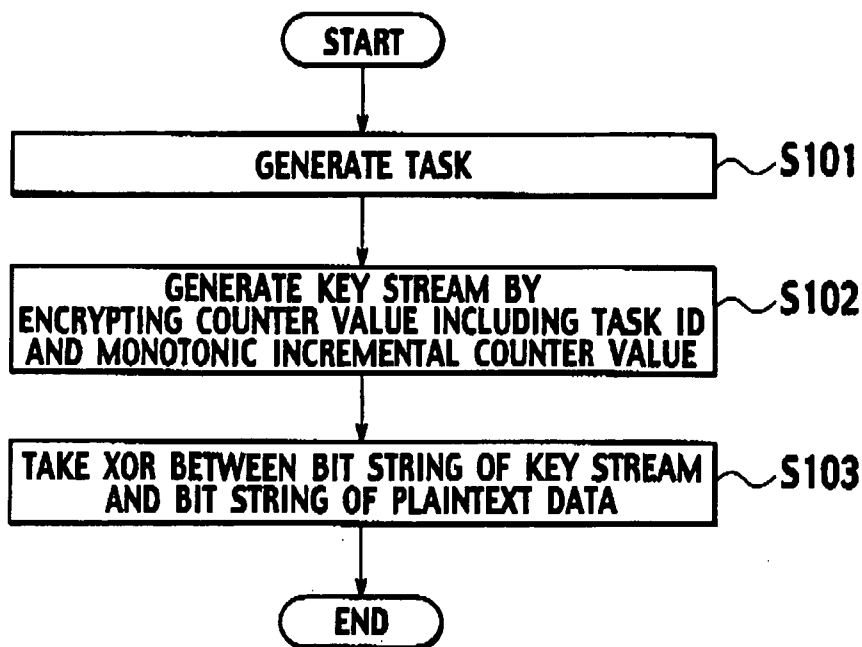 START
GENERATE TASK
S101
GENERATE KEY STREAM BY
ENCRYPTING COUNTER VALUE INCLUDING TASK ID
AND MONOTONIC INCREMENTAL COUNTER VALUE
S102
TAKE XOR BETWEEN BIT STRING OF KEY STREAM
AND BIT STRING OF PLAINTEXT DATA
S103
END